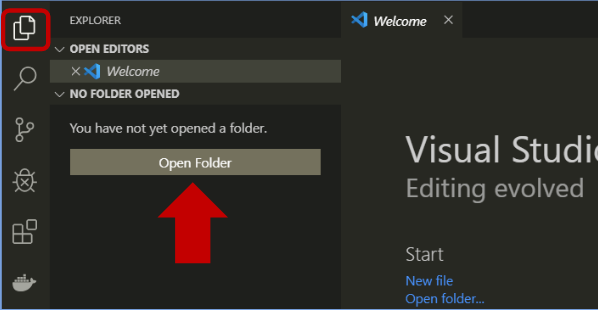 EXPLORER
OPEN EDITORS
Welcome
NO FOLDER OPENED
You have not yet opened a folder.
Open Folder
Welcome
Visual Studio
Editing evolved
Start
New file
Open folder...